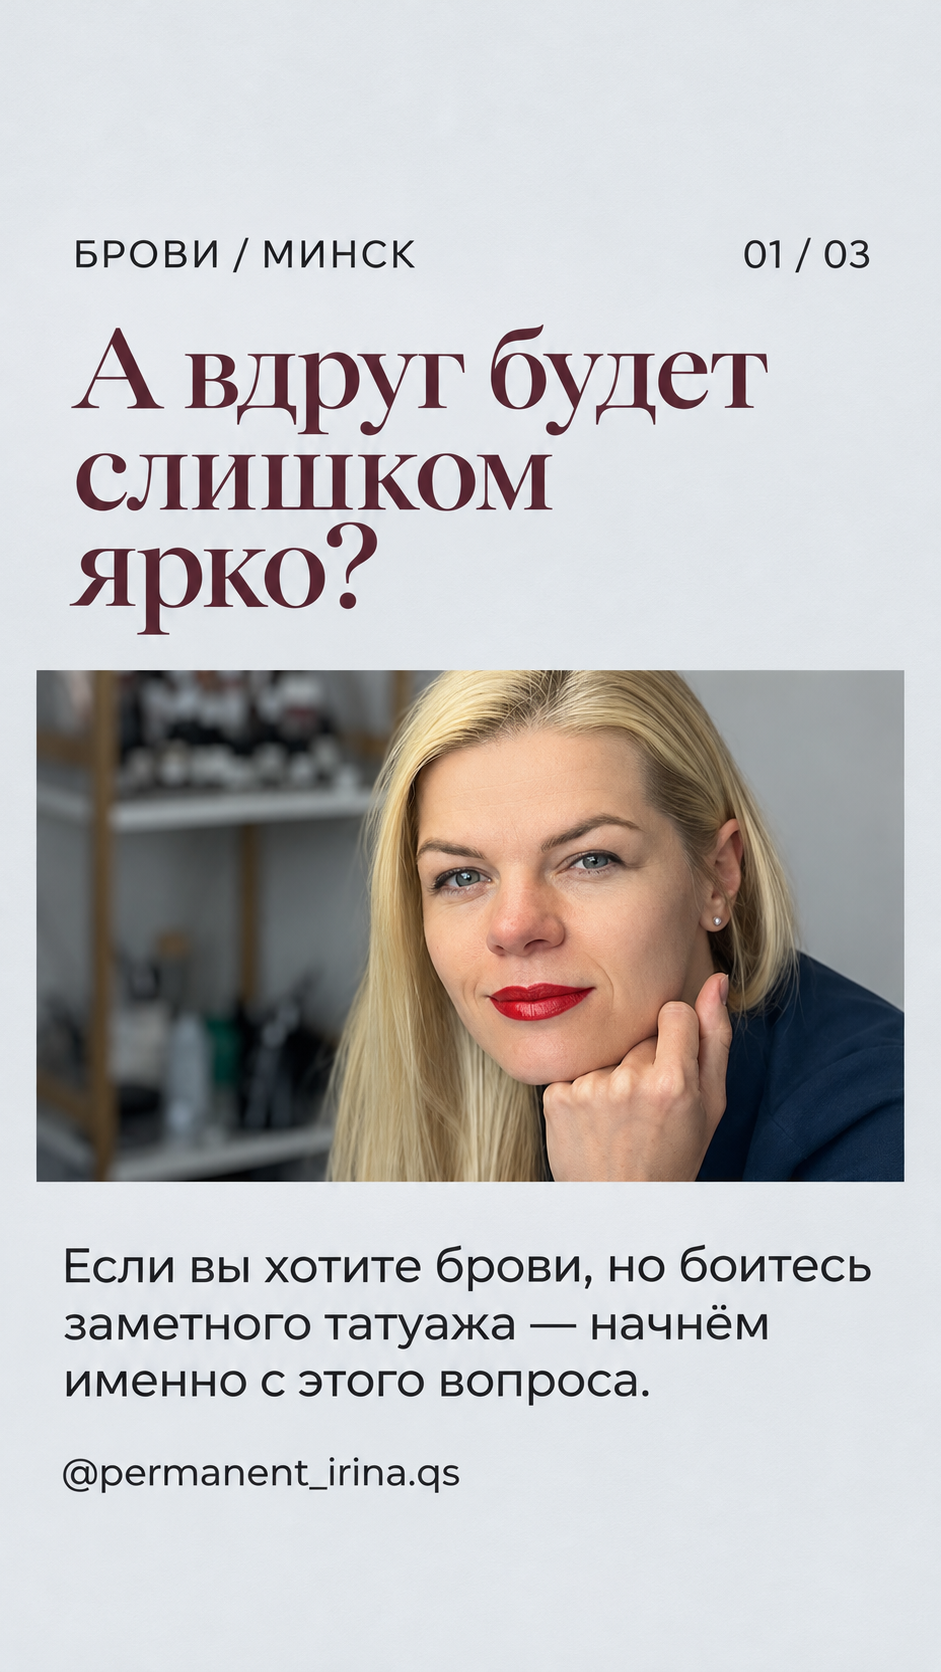 БРОВИ / МИНСК
01 / 03
А вдруг будет
слишком
ярко?
Если вы хотите брови, но боитесь
заметного татуажа — начнём
именно с этого вопроса.
@permanent_irina.qs